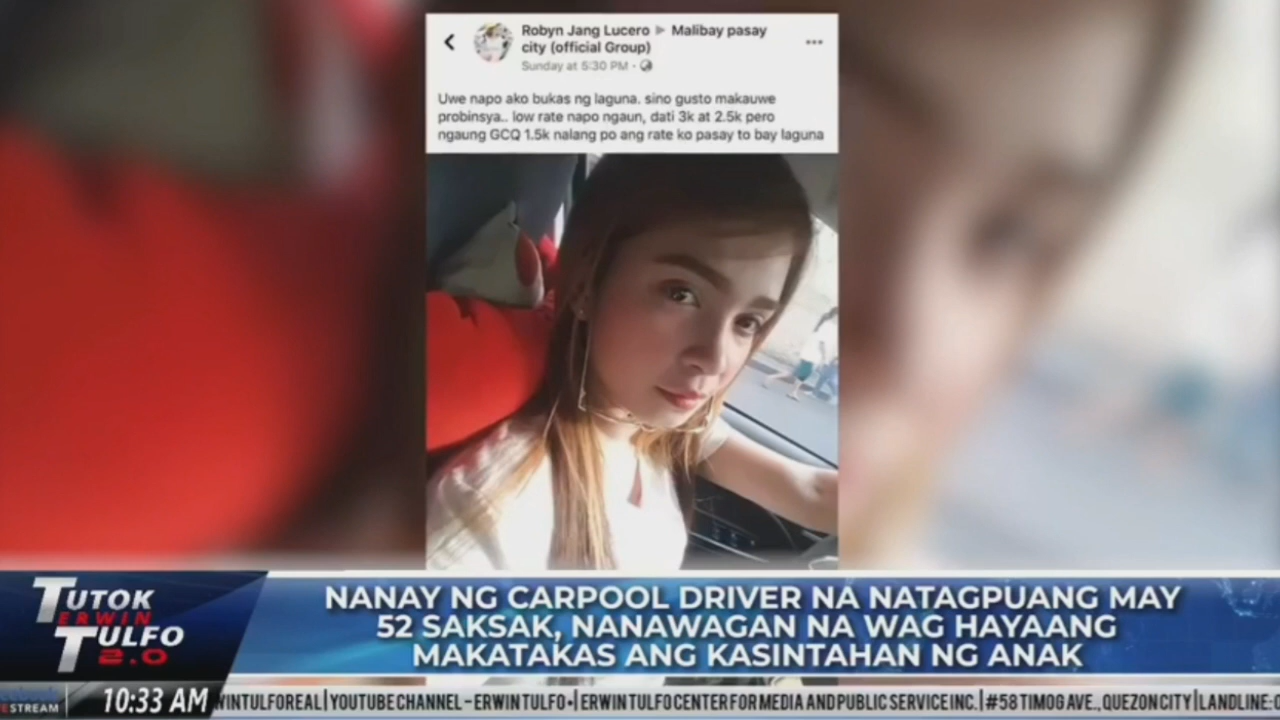 Robyn Jang Lucero ▶ Malibay pasay
city (official Group)
Sunday at 5:30 PM ·
Uwe napo ako bukas ng laguna. sino gusto makauwe
probinsya.. low rate napo ngaun, dati 3k at 2.5k pero
ngaung GCQ 1.5k nalang po ang rate ko pasay to bay laguna
TUTOK
ERWIN
TULFO
2.0
NANAY NG CARPOOL DRIVER NA NATAGPUANG MAY
52 SAKSAK, NANAWAGAN NA WAG HAYAANG
MAKATAKAS ANG KASINTAHAN NG ANAK
10:33 AM
WINTULFOREAL | YOUTUBE CHANNEL - ERWIN TULFO • | ERWIN TULFO CENTER FOR MEDIA AND PUBLIC SERVICE INC. | #58 TIMOG AVE., QUEZON CITY | LANDLINE: